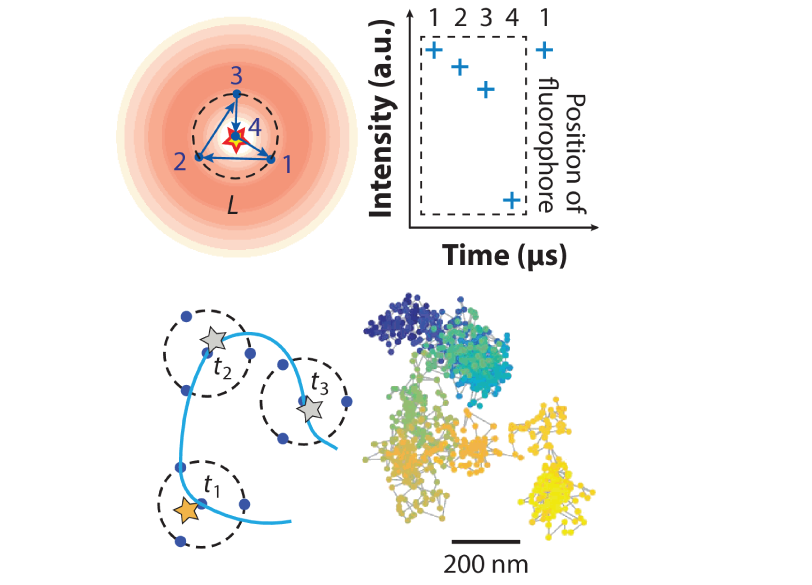 3
4
2
1
L
1 2 3 4 1
Intensity (a.u.)
Position of
fluorophore
Time (μs)
t2
t3
t1
200 nm